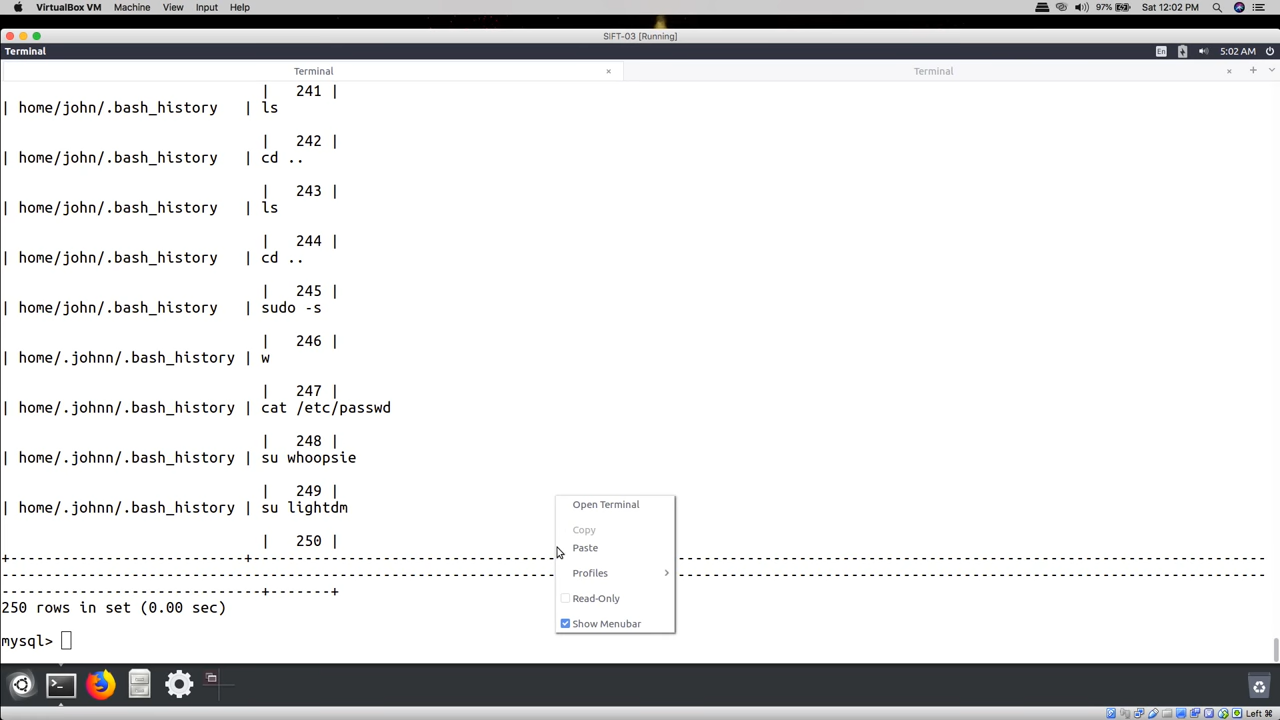 VirtualBox VM Machine View Input Help 97% Sat 12:02 PM
SIFT-03 [Running]
Terminal En 5:02 AM
Terminal × Terminal × +
| 241 |
| home/john/.bash_history | ls
| 242 |
| home/john/.bash_history | cd ..
| 243 |
| home/john/.bash_history | ls
| 244 |
| home/john/.bash_history | cd ..
| 245 |
| home/john/.bash_history | sudo -s
| 246 |
| home/.johnn/.bash_history | w
| 247 |
| home/.johnn/.bash_history | cat /etc/passwd
| 248 |
| home/.johnn/.bash_history | su whoopsie
| 249 |
| home/.johnn/.bash_history | su lightdm
| 250 |
250 rows in set (0.00 sec)
mysql>
Open Terminal
Copy
Paste
Profiles
Read-Only
Show Menubar
Left ⌘